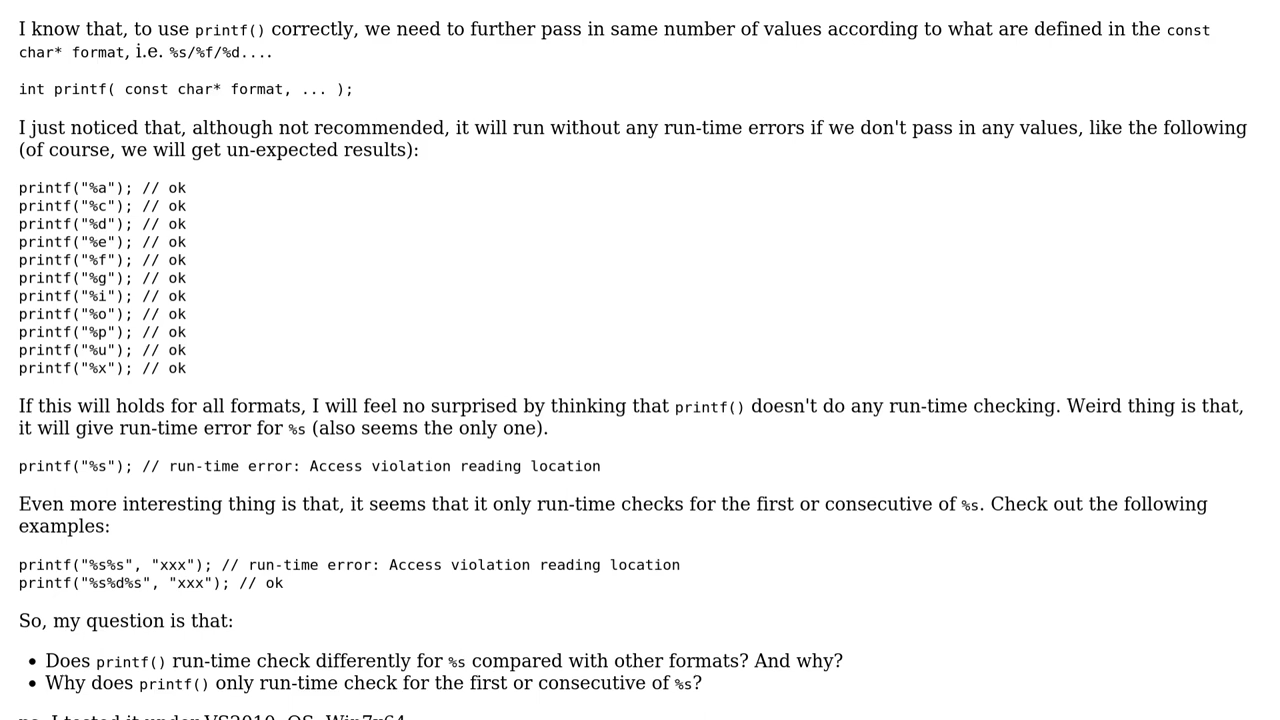 I know that, to use printf() correctly, we need to further pass in same number of values according to what are defined in the const
char* format, i.e. %s/%f/%d....
int printf( const char* format, ... );
I just noticed that, although not recommended, it will run without any run-time errors if we don't pass in any values, like the following
(of course, we will get un-expected results):
printf("%a"); // ok
printf("%c"); // ok
printf("%d"); // ok
printf("%e"); // ok
printf("%f"); // ok
printf("%g"); // ok
printf("%i"); // ok
printf("%o"); // ok
printf("%p"); // ok
printf("%u"); // ok
printf("%x"); // ok
If this will holds for all formats, I will feel no surprised by thinking that printf() doesn't do any run-time checking. Weird thing is that,
it will give run-time error for %s (also seems the only one).
printf("%s"); // run-time error: Access violation reading location
Even more interesting thing is that, it seems that it only run-time checks for the first or consecutive of %s. Check out the following
examples:
printf("%s%s", "xxx"); // run-time error: Access violation reading location
printf("%s%d%s", "xxx"); // ok
So, my question is that:
• Does printf() run-time check differently for %s compared with other formats? And why?
• Why does printf() only run-time check for the first or consecutive of %s?
ps. I tested it under VS2010, OS, Win7x64